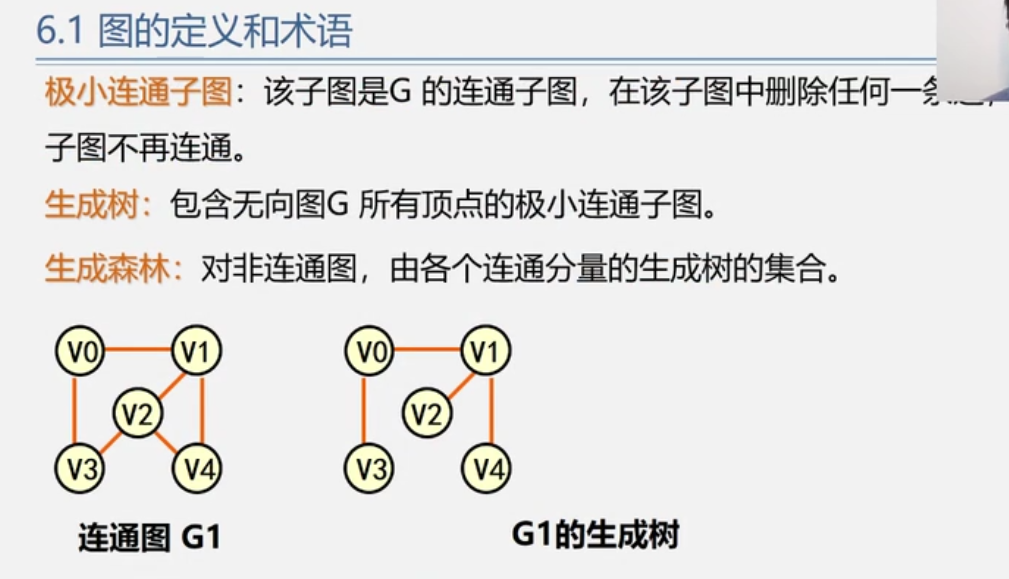 6.1 图的定义和术语
极小连通子图：该子图是G 的连通子图，在该子图中删除任何一
子图不再连通。
生成树：包含无向图G 所有顶点的极小连通子图。
生成森林：对非连通图，由各个连通分量的生成树的集合。
V0 V1 V0 V1
V2 V2
V3 V4 V3 V4
连通图 G1 G1的生成树